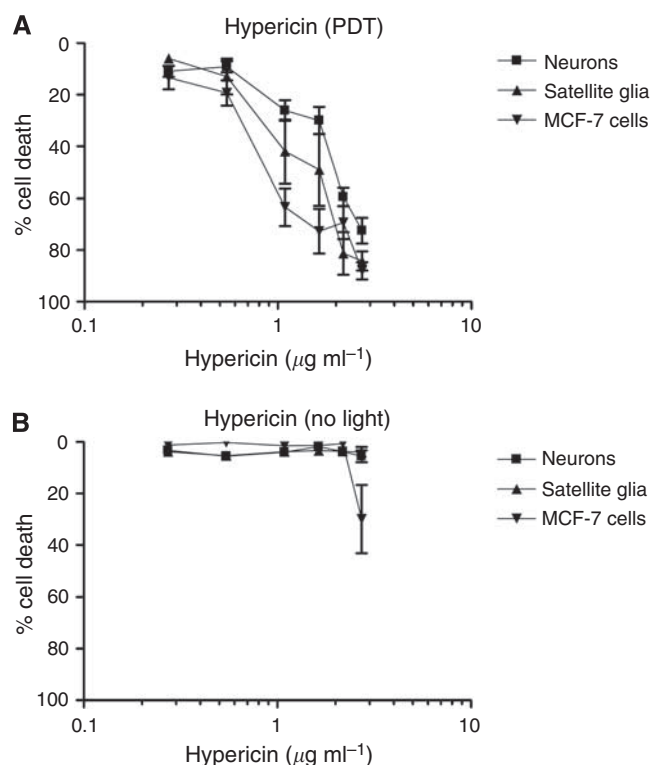 A
Hypericin (PDT)
0
20
40
60
80
100
% cell death
0.1
1
10
Hypericin (μg ml⁻¹)
Neurons
Satellite glia
MCF-7 cells
B
Hypericin (no light)
0
20
40
60
80
100
% cell death
0.1
1
10
Hypericin (μg ml⁻¹)
Neurons
Satellite glia
MCF-7 cells